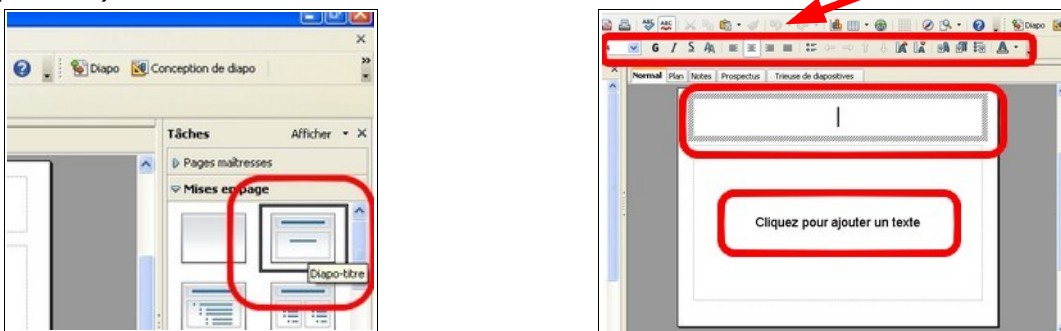 Diapo
Conception de diapo
Tâches Afficher
Pages maîtresses
Mises en page
Diapo-titre
Diapo
G I S A
Normal Plan Notes Prospectus Trieuse de diapositives
Cliquez pour ajouter un texte